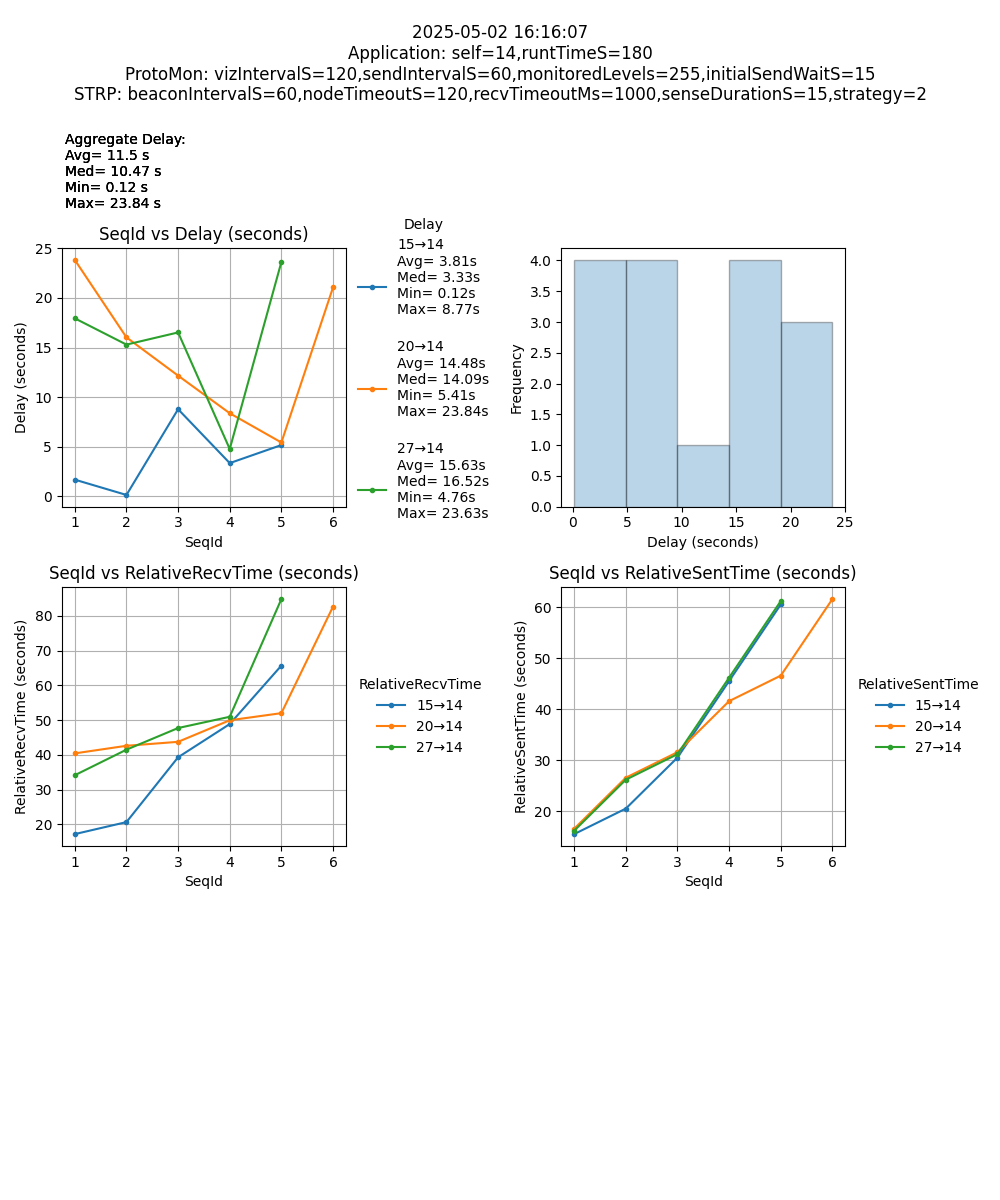 2025-05-02 16:16:07
Application: self=14,runTimeS=180
ProtoMon: vizIntervalS=120,sendIntervalS=60,monitoredLevels=255,initialSendWaitS=15
STRP: beaconIntervalS=60,nodeTimeoutS=120,recvTimeoutMs=1000,senseDurationS=15,strategy=2
Aggregate Delay:
Avg= 11.5 s
Med= 10.47 s
Min= 0.12 s
Max= 23.84 s
SeqId vs Delay (seconds)
Delay (seconds)
25
20
15
10
5
0
1 2 3 4 5 6
SeqId
Delay
15→14
Avg= 3.81s
Med= 3.33s
Min= 0.12s
Max= 8.77s
20→14
Avg= 14.48s
Med= 14.09s
Min= 5.41s
Max= 23.84s
27→14
Avg= 15.63s
Med= 16.52s
Min= 4.76s
Max= 23.63s
Frequency
4.0
3.5
3.0
2.5
2.0
1.5
1.0
0.5
0.0
0 5 10 15 20 25
Delay (seconds)
SeqId vs RelativeRecvTime (seconds)
RelativeRecvTime (seconds)
80
70
60
50
40
30
20
1 2 3 4 5 6
SeqId
RelativeRecvTime
15→14
20→14
27→14
SeqId vs RelativeSentTime (seconds)
RelativeSentTime (seconds)
60
50
40
30
20
1 2 3 4 5 6
SeqId
RelativeSentTime
15→14
20→14
27→14